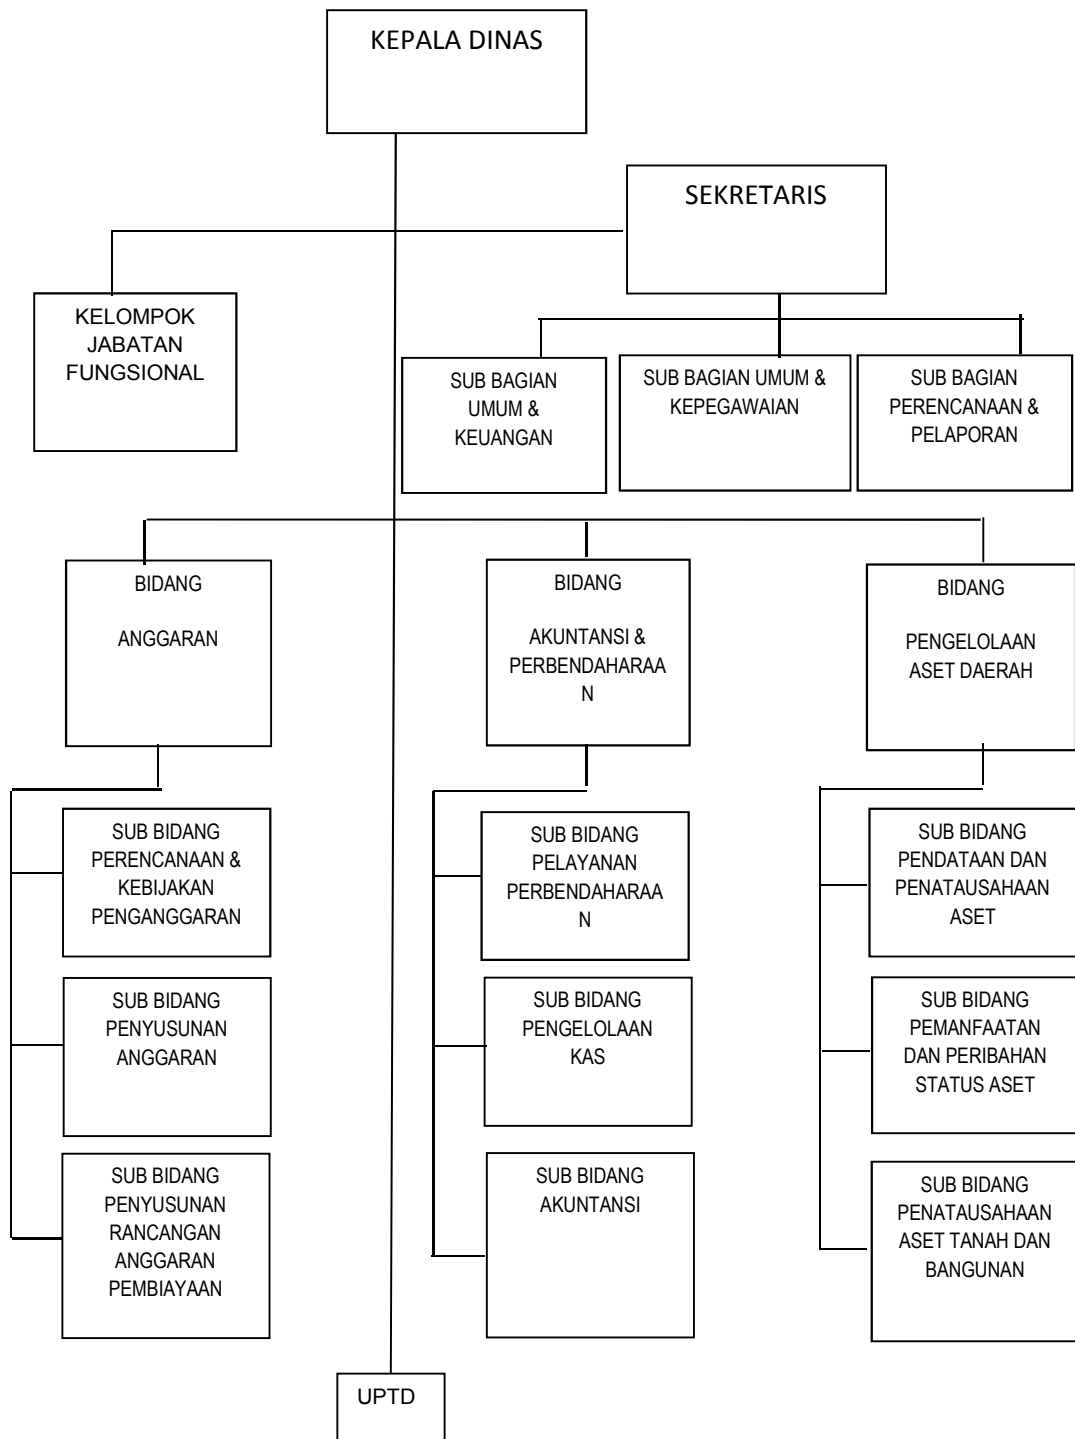 KEPALA DINAS
SEKRETARIS
KELOMPOK
JABATAN
FUNGSIONAL
SUB BAGIAN
UMUM &
KEUANGAN
SUB BAGIAN UMUM &
KEPEGAWAIAN
SUB BAGIAN
PERENCANAAN &
PELAPORAN
BIDANG
ANGGARAN
BIDANG
AKUNTANSI &
PERBENDAHARAA
N
BIDANG
PENGELOLAAN
ASET DAERAH
SUB BIDANG
PERENCANAAN &
KEBIJAKAN
PENGANGGARAN
SUB BIDANG
PELAYANAN
PERBENDAHARAA
N
SUB BIDANG
PENDATAAN DAN
PENATAUSAHAAN
ASET
SUB BIDANG
PENYUSUNAN
ANGGARAN
SUB BIDANG
PENGELOLAAN
KAS
SUB BIDANG
PEMANFAATAN
DAN PERIBAHAN
STATUS ASET
SUB BIDANG
PENYUSUNAN
RANCANGAN
ANGGARAN
PEMBIAYAAN
SUB BIDANG
AKUNTANSI
SUB BIDANG
PENATAUSAHAAN
ASET TANAH DAN
BANGUNAN
UPTD